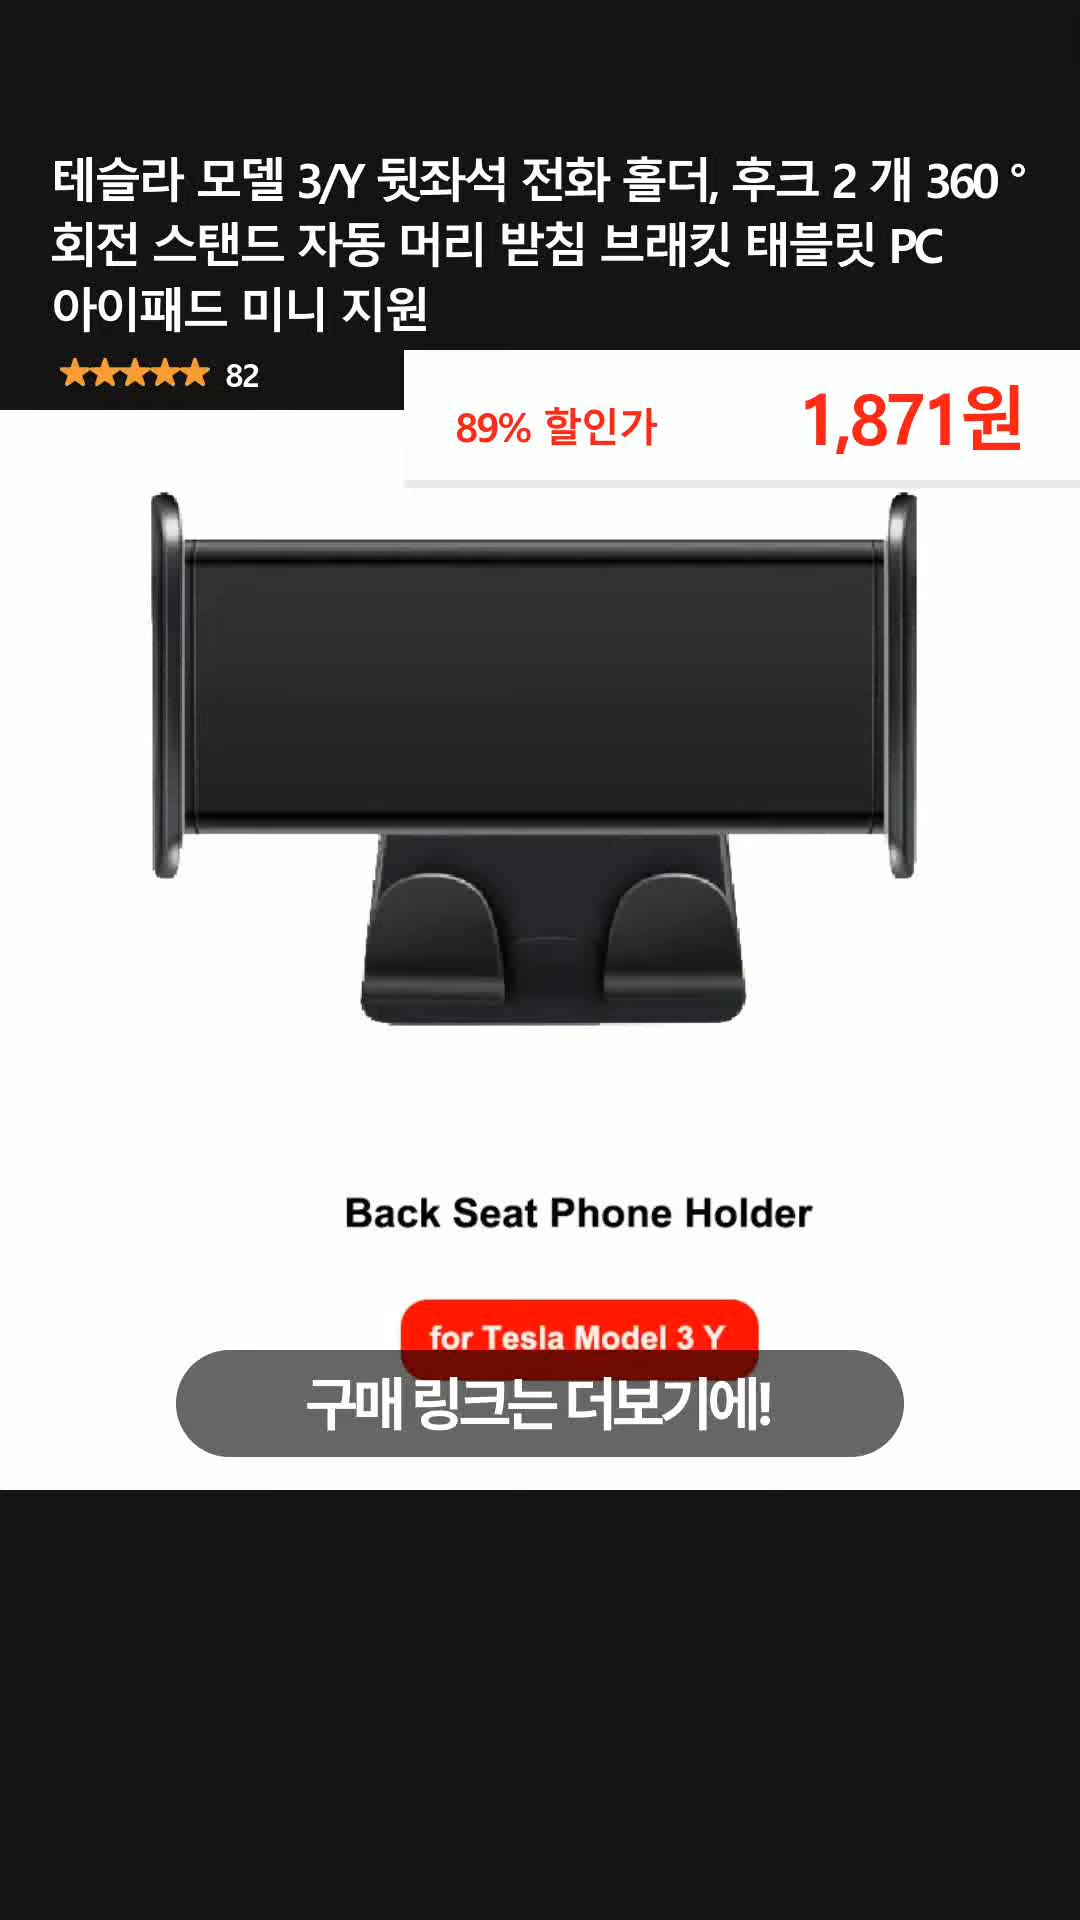 테슬라 모델 3/Y 뒷좌석 전화 홀더, 후크 2 개 360 °
회전 스탠드 자동 머리 받침 브래킷 태블릿 PC
아이패드 미니 지원
82
89% 할인가
1,871원
Back Seat Phone Holder
for Tesla Model 3 Y
구매 링크는 더보기에!